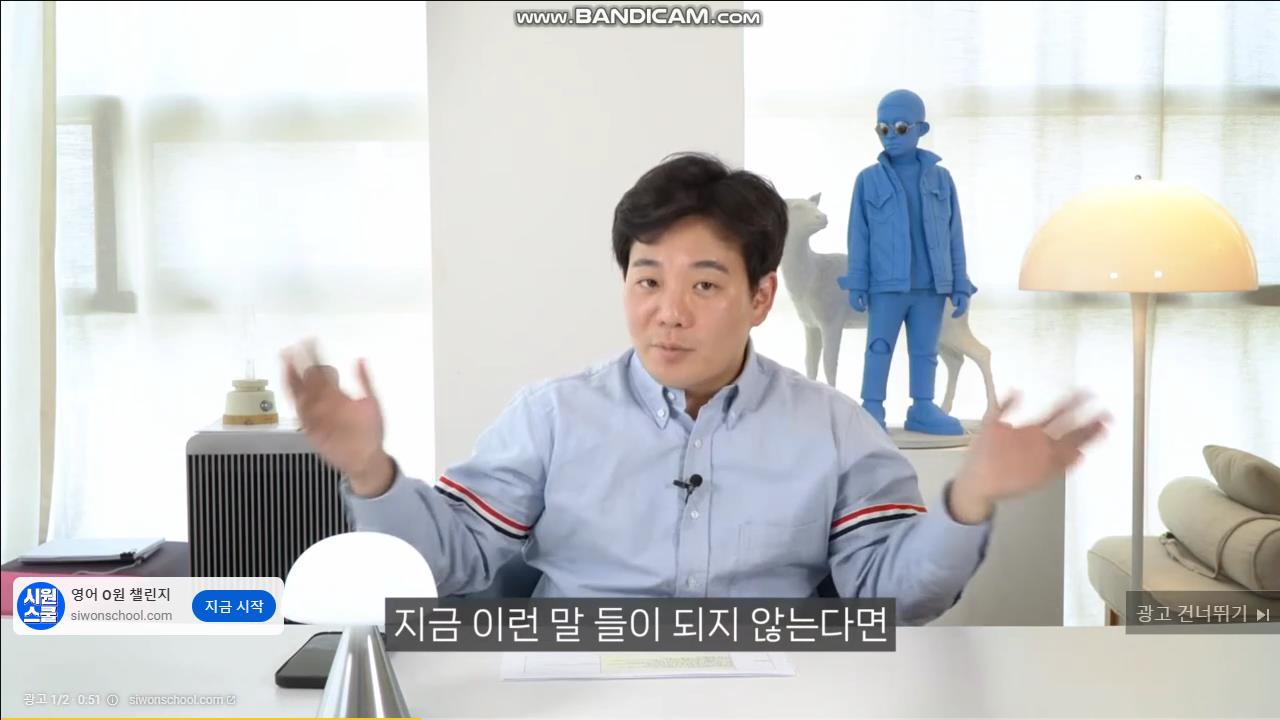 www.BANDICAM.com
시원
스쿨
영어 0원 챌린지
siwonschool.com
지금 시작
지금 이런 말 들이 되지 않는다면
광고 건너뛰기
광고 1/2 · 0:51
siwonschool.com